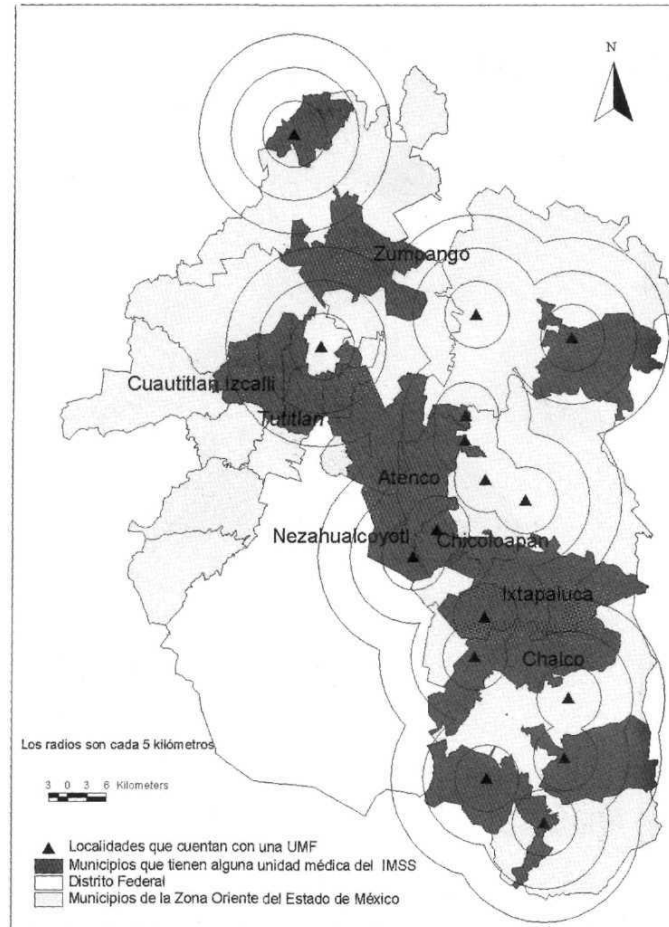 N
Zumpango
Cuautitlan Izcalli
Tutitlan
Atenco
Nezahualcoyotl
Chicoloapan
Ixtapaluca
Chalco
Los radios son cada 5 kilómetros
3 0 3 6 Kilometers
Localidades que cuentan con una UMF
Municipios que tienen alguna unidad médica del IMSS
Distrito Federal
Municipios de la Zona Oriente del Estado de México